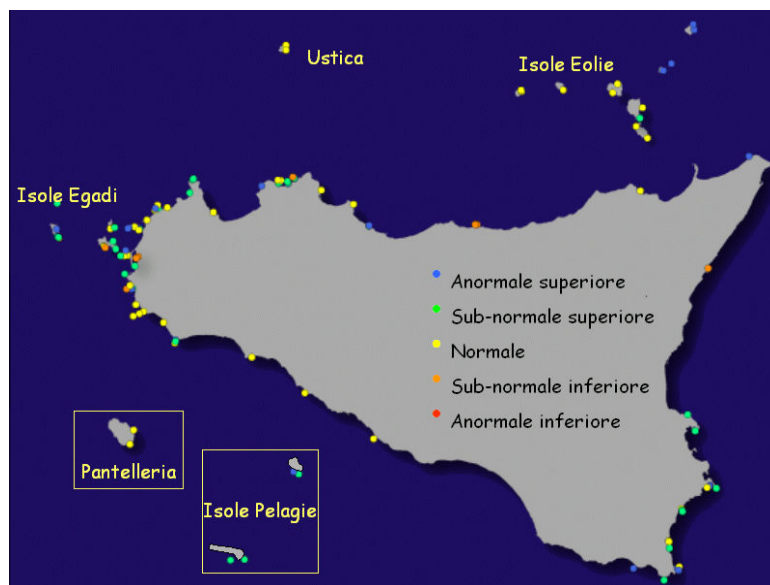 Ustica
Isole Eolie
Isole Egadi
Anormale superiore
Sub-normale superiore
Normale
Sub-normale inferiore
Anormale inferiore
Pantelleria
Isole Pelagie